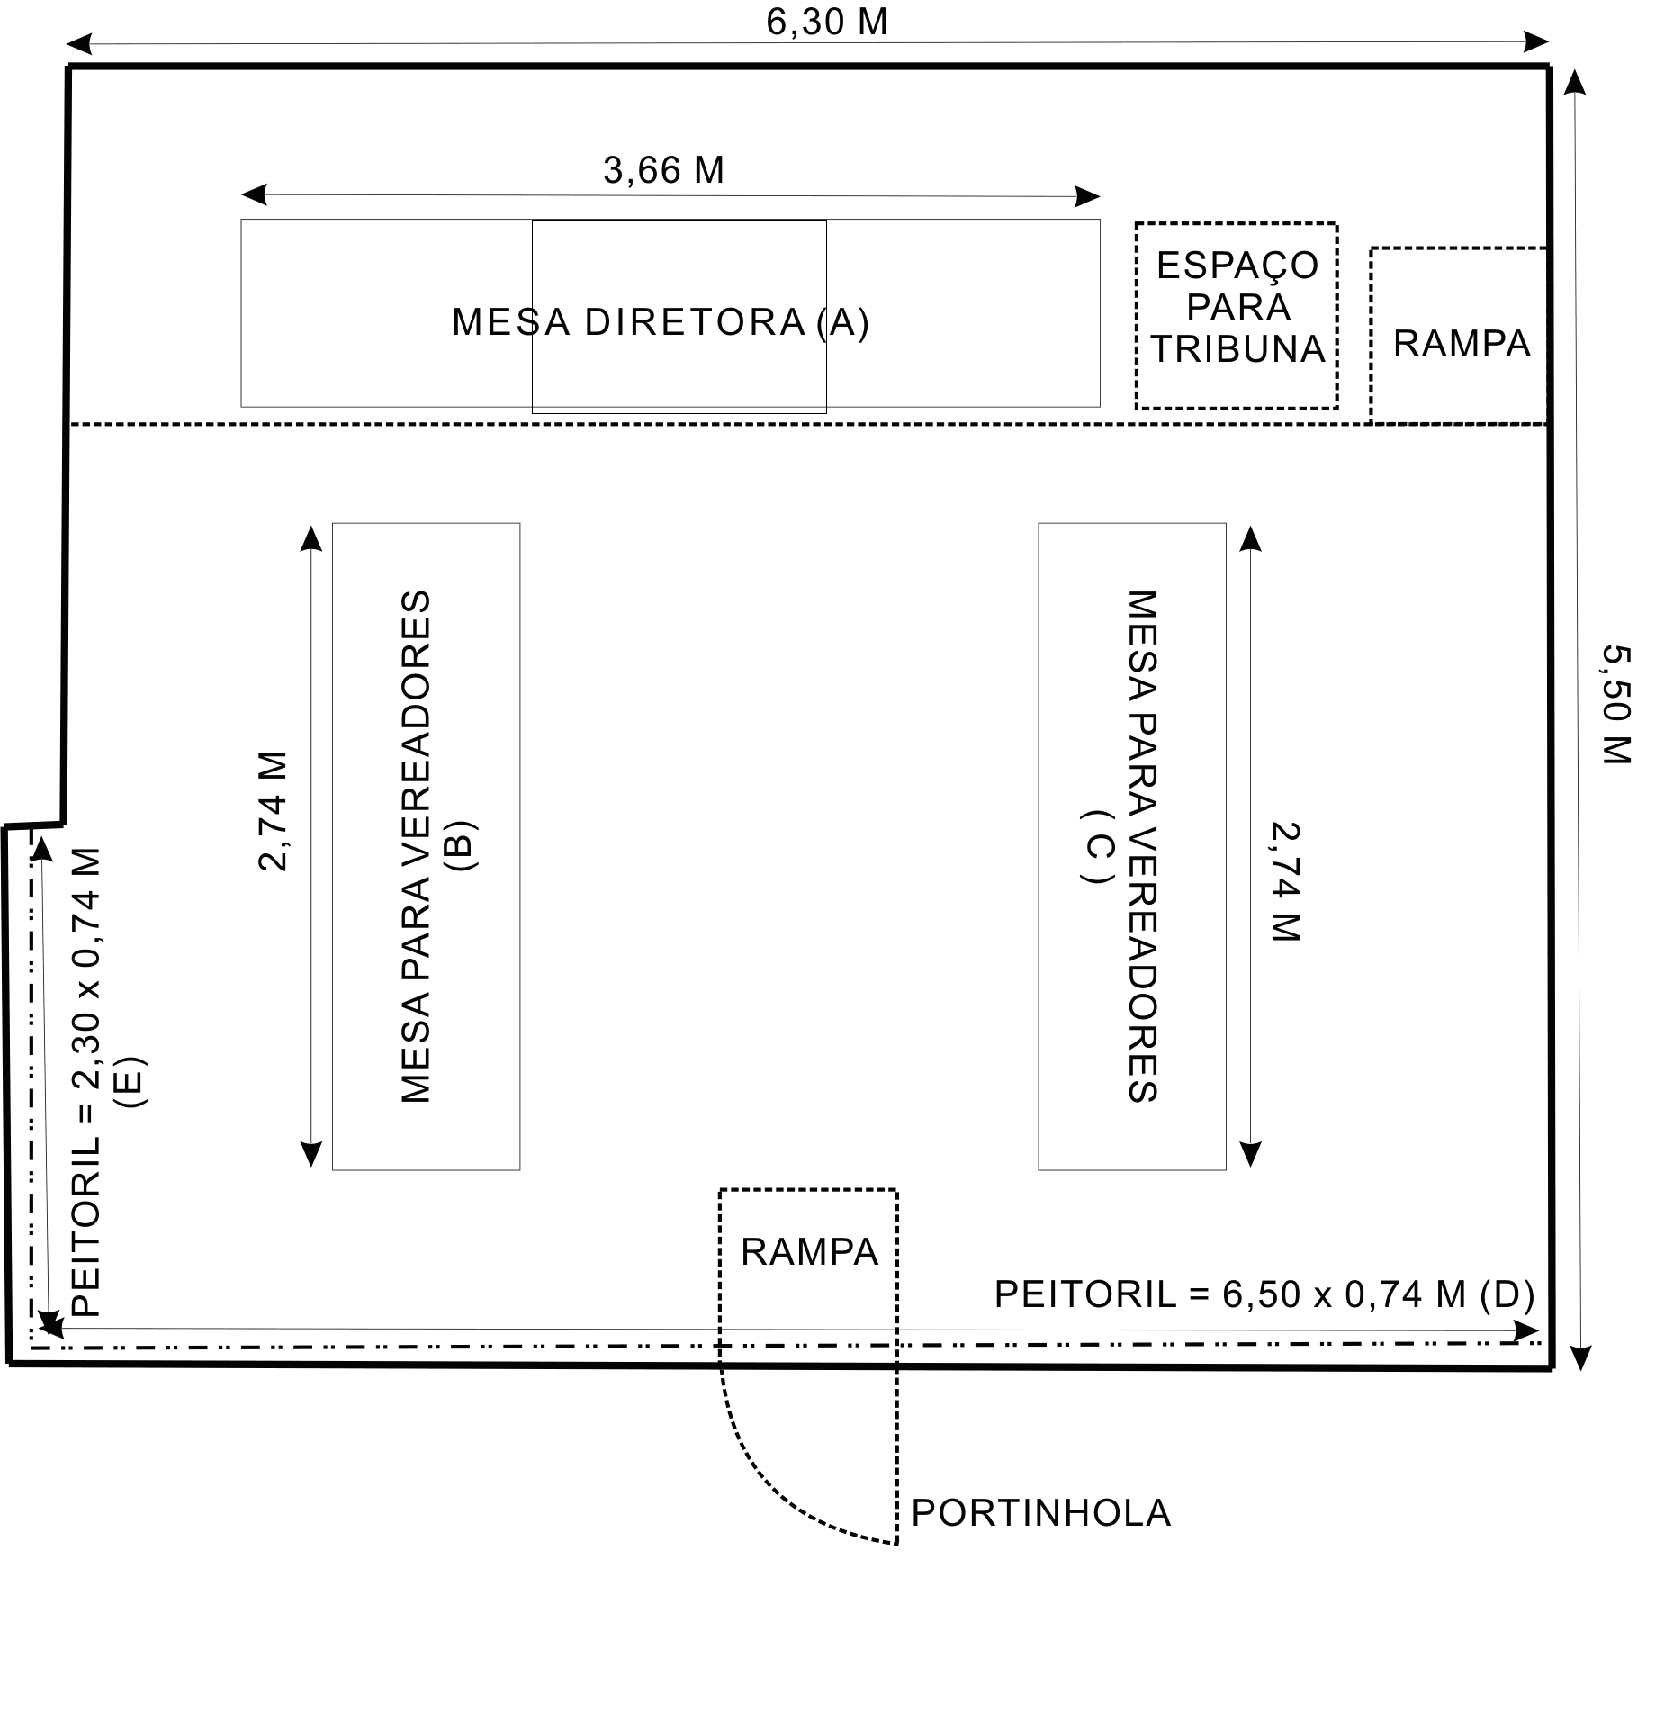 6,30 M
3,66 M
MESA DIRETORA (A)
ESPAÇO
PARA
TRIBUNA
RAMPA
5,50 M
2,74 M
MESA PARA VEREADORES
(B)
MESA PARA VEREADORES
( C )
2,74 M
PEITORIL = 2,30 x 0,74 M
(E)
RAMPA
PEITORIL = 6,50 x 0,74 M (D)
PORTINHOLA